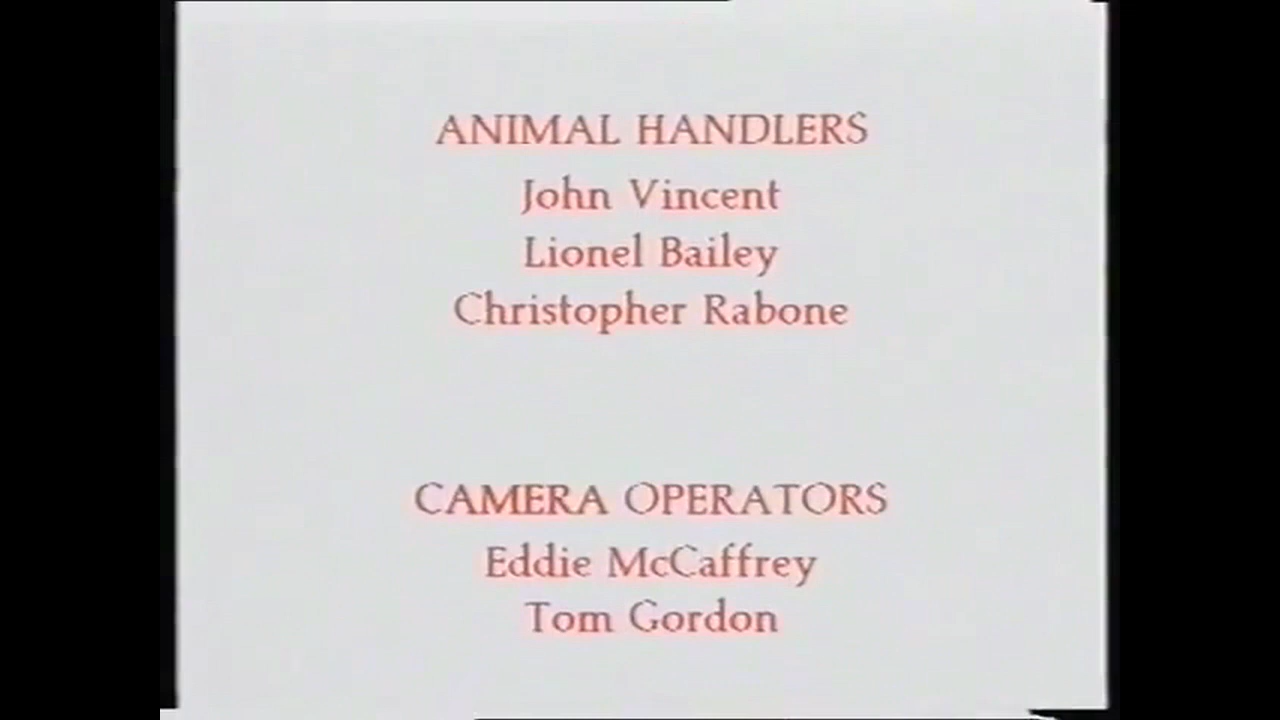 ANIMAL HANDLERS
John Vincent
Lionel Bailey
Christopher Rabone
CAMERA OPERATORS
Eddie McCaffrey
Tom Gordon